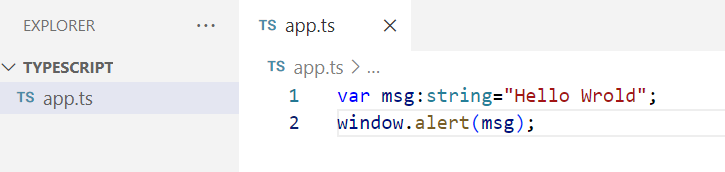 EXPLORER ...
TYPESCRIPT
TS app.ts
TS app.ts ×
TS app.ts > ...
1 var msg:string="Hello Wrold";
2 window.alert(msg);